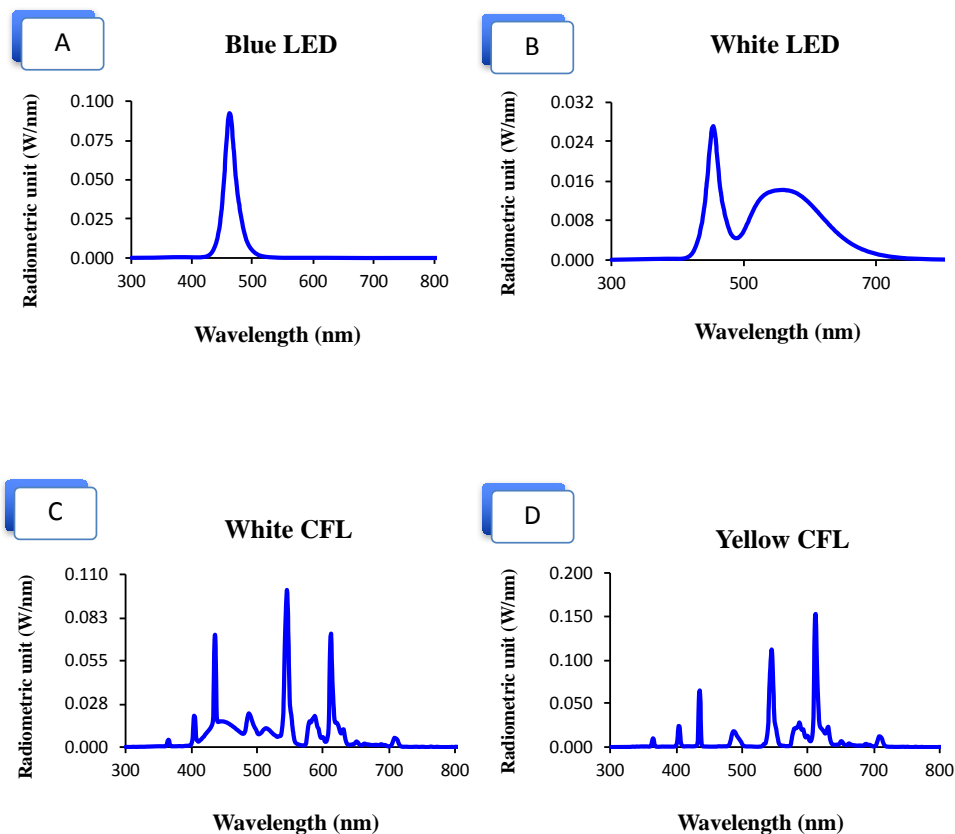 A
Blue LED
Radiometric unit (W/nm)
0.100
0.075
0.050
0.025
0.000
300 400 500 600 700 800
Wavelength (nm)
B
White LED
Radiometric unit (W/nm)
0.032
0.024
0.016
0.008
0.000
300 500 700
Wavelength (nm)
C
White CFL
Radiometric unit (W/nm)
0.110
0.083
0.055
0.028
0.000
300 400 500 600 700 800
Wavelength (nm)
D
Yellow CFL
Radiometric unit (W/nm)
0.200
0.150
0.100
0.050
0.000
300 400 500 600 700 800
Wavelength (nm)